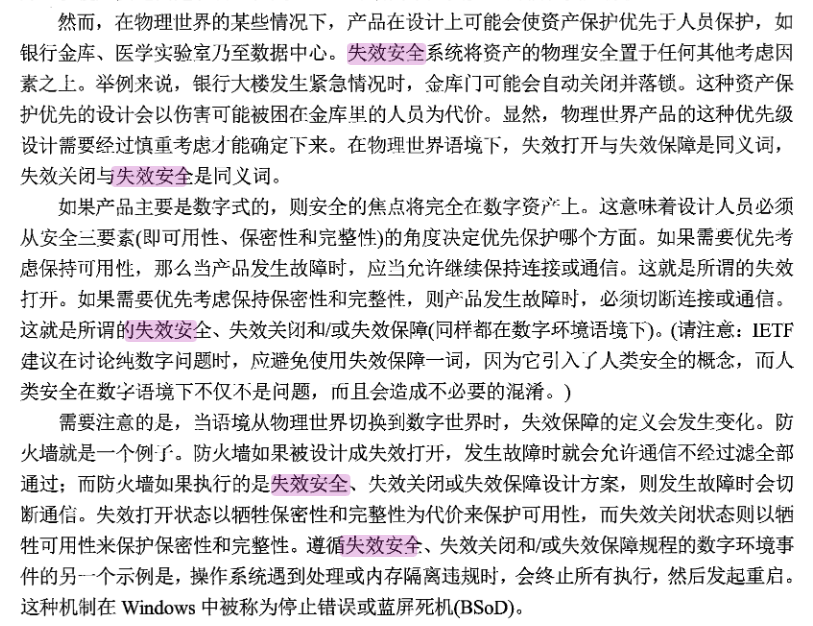 然而，在物理世界的某些情况下，产品在设计上可能会使资产保护优先于人员保护，如
银行金库、医学实验室乃至数据中心。失效安全系统将资产的物理安全置于任何其他考虑因
素之上。举例来说，银行大楼发生紧急情况时，金库门可能会自动关闭并落锁。这种资产保
护优先的设计会以伤害可能被困在金库里的人员为代价。显然，物理世界产品的这种优先级
设计需要经过慎重考虑才能确定下来。在物理世界语境下，失效打开与失效保障是同义词，
失效关闭与失效安全是同义词。
如果产品主要是数字式的，则安全的焦点将完全在数字资产上。这意味着设计人员必须
从安全三要素(即可用性、保密性和完整性)的角度决定优先保护哪个方面。如果需要优先考
虑保持可用性，那么当产品发生故障时，应当允许继续保持连接或通信。这就是所谓的失效
打开。如果需要优先考虑保持保密性和完整性，则产品发生故障时，必须切断连接或通信。
这就是所谓的失效安全、失效关闭和/或失效保障(同样都在数字环境语境下)。(请注意：IETF
建议在讨论纯数字问题时，应避免使用失效保障一词，因为它引入了人类安全的概念，而人
类安全在数字语境下不仅不是问题，而且会造成不必要的混淆。)
需要注意的是，当语境从物理世界切换到数字世界时，失效保障的定义会发生变化。防
火墙就是一个例子。防火墙如果被设计成失效打开，发生故障时就会允许通信不经过滤全部
通过；而防火墙如果执行的是失效安全、失效关闭或失效保障设计方案，则发生故障时会切
断通信。失效打开状态以牺牲保密性和完整性为代价来保护可用性，而失效关闭状态则以牺
牲可用性来保护保密性和完整性。遵循失效安全、失效关闭和/或失效保障规程的数字环境事
件的另一个示例是，操作系统遇到处理或内存隔离违规时，会终止所有执行，然后发起重启。
这种机制在 Windows 中被称为停止错误或蓝屏死机(BSoD)。